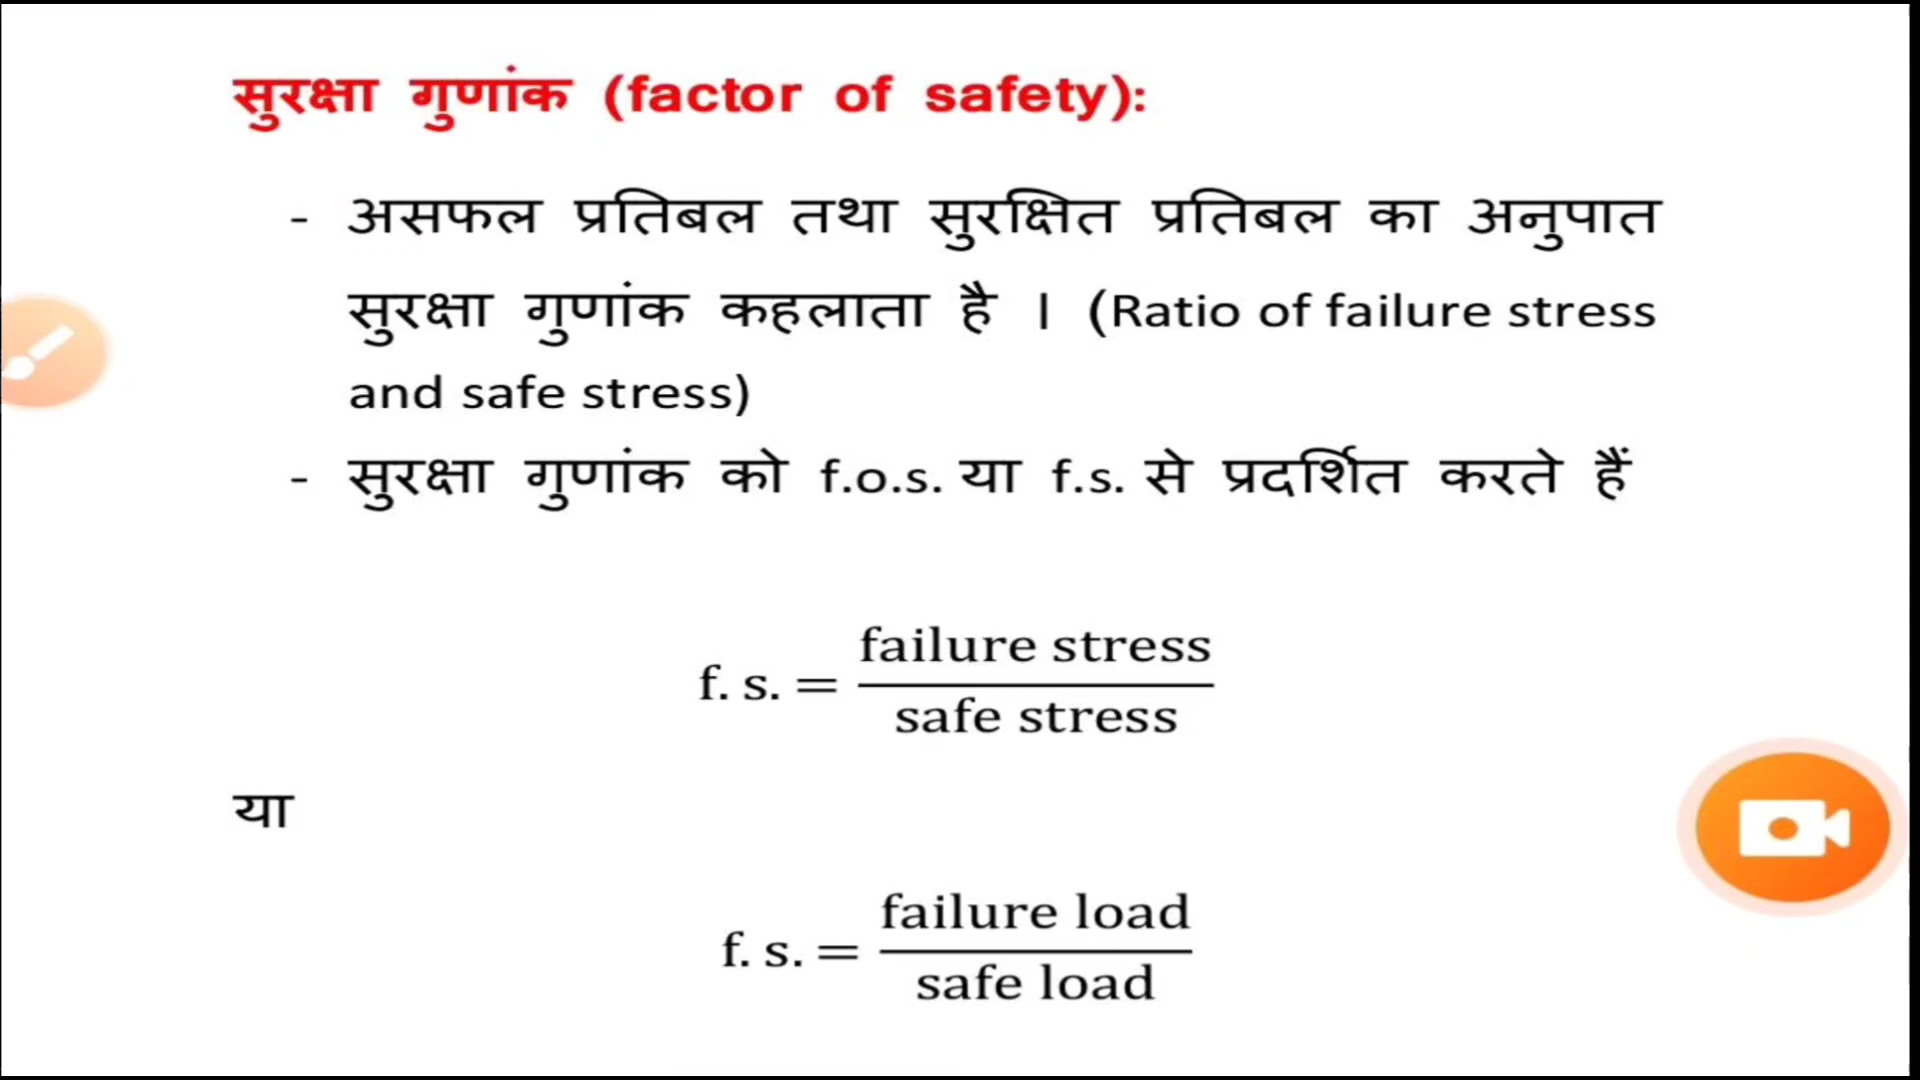 सुरक्षा गुणांक (factor of safety):
- असफल प्रतिबल तथा सुरक्षित प्रतिबल का अनुपात
सुरक्षा गुणांक कहलाता है । (Ratio of failure stress
and safe stress)
- सुरक्षा गुणांक को f.o.s. या f.s. से प्रदर्शित करते हैं
f. s. = failure stress / safe stress
या
f. s. = failure load / safe load